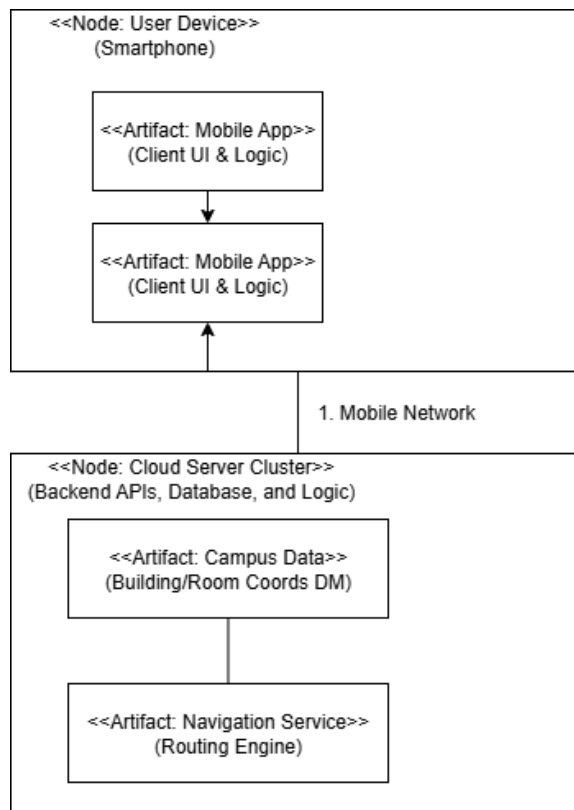 <<Node: User Device>>
(Smartphone)
<<Artifact: Mobile App>>
(Client UI & Logic)
<<Artifact: Mobile App>>
(Client UI & Logic)
1. Mobile Network
<<Node: Cloud Server Cluster>>
(Backend APIs, Database, and Logic)
<<Artifact: Campus Data>>
(Building/Room Coords DM)
<<Artifact: Navigation Service>>
(Routing Engine)